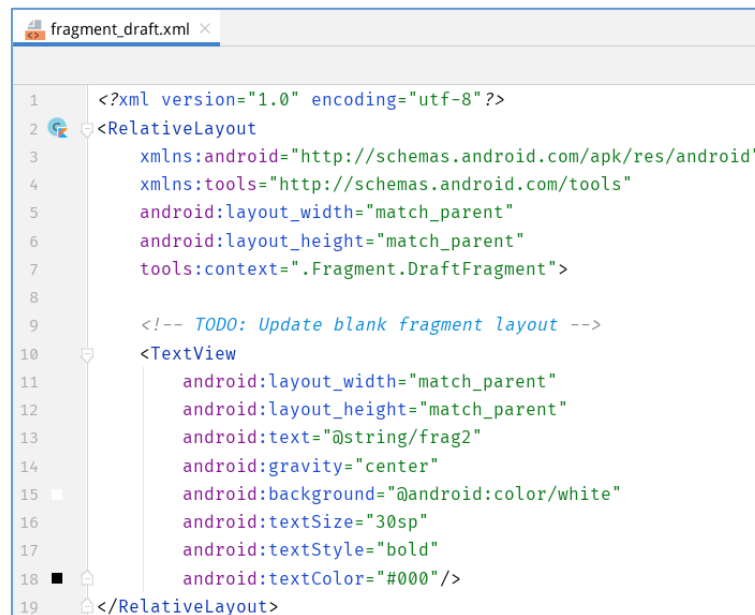 fragment_draft.xml
1 <?xml version="1.0" encoding="utf-8"?>
2 <RelativeLayout
3 xmlns:android="http://schemas.android.com/apk/res/android"
4 xmlns:tools="http://schemas.android.com/tools"
5 android:layout_width="match_parent"
6 android:layout_height="match_parent"
7 tools:context=".Fragment.DraftFragment">
8
9 <!-- TODO: Update blank fragment layout -->
10 <TextView
11 android:layout_width="match_parent"
12 android:layout_height="match_parent"
13 android:text="@string/frag2"
14 android:gravity="center"
15 android:background="@android:color/white"
16 android:textSize="30sp"
17 android:textStyle="bold"
18 android:textColor="#000"/>
19 </RelativeLayout>